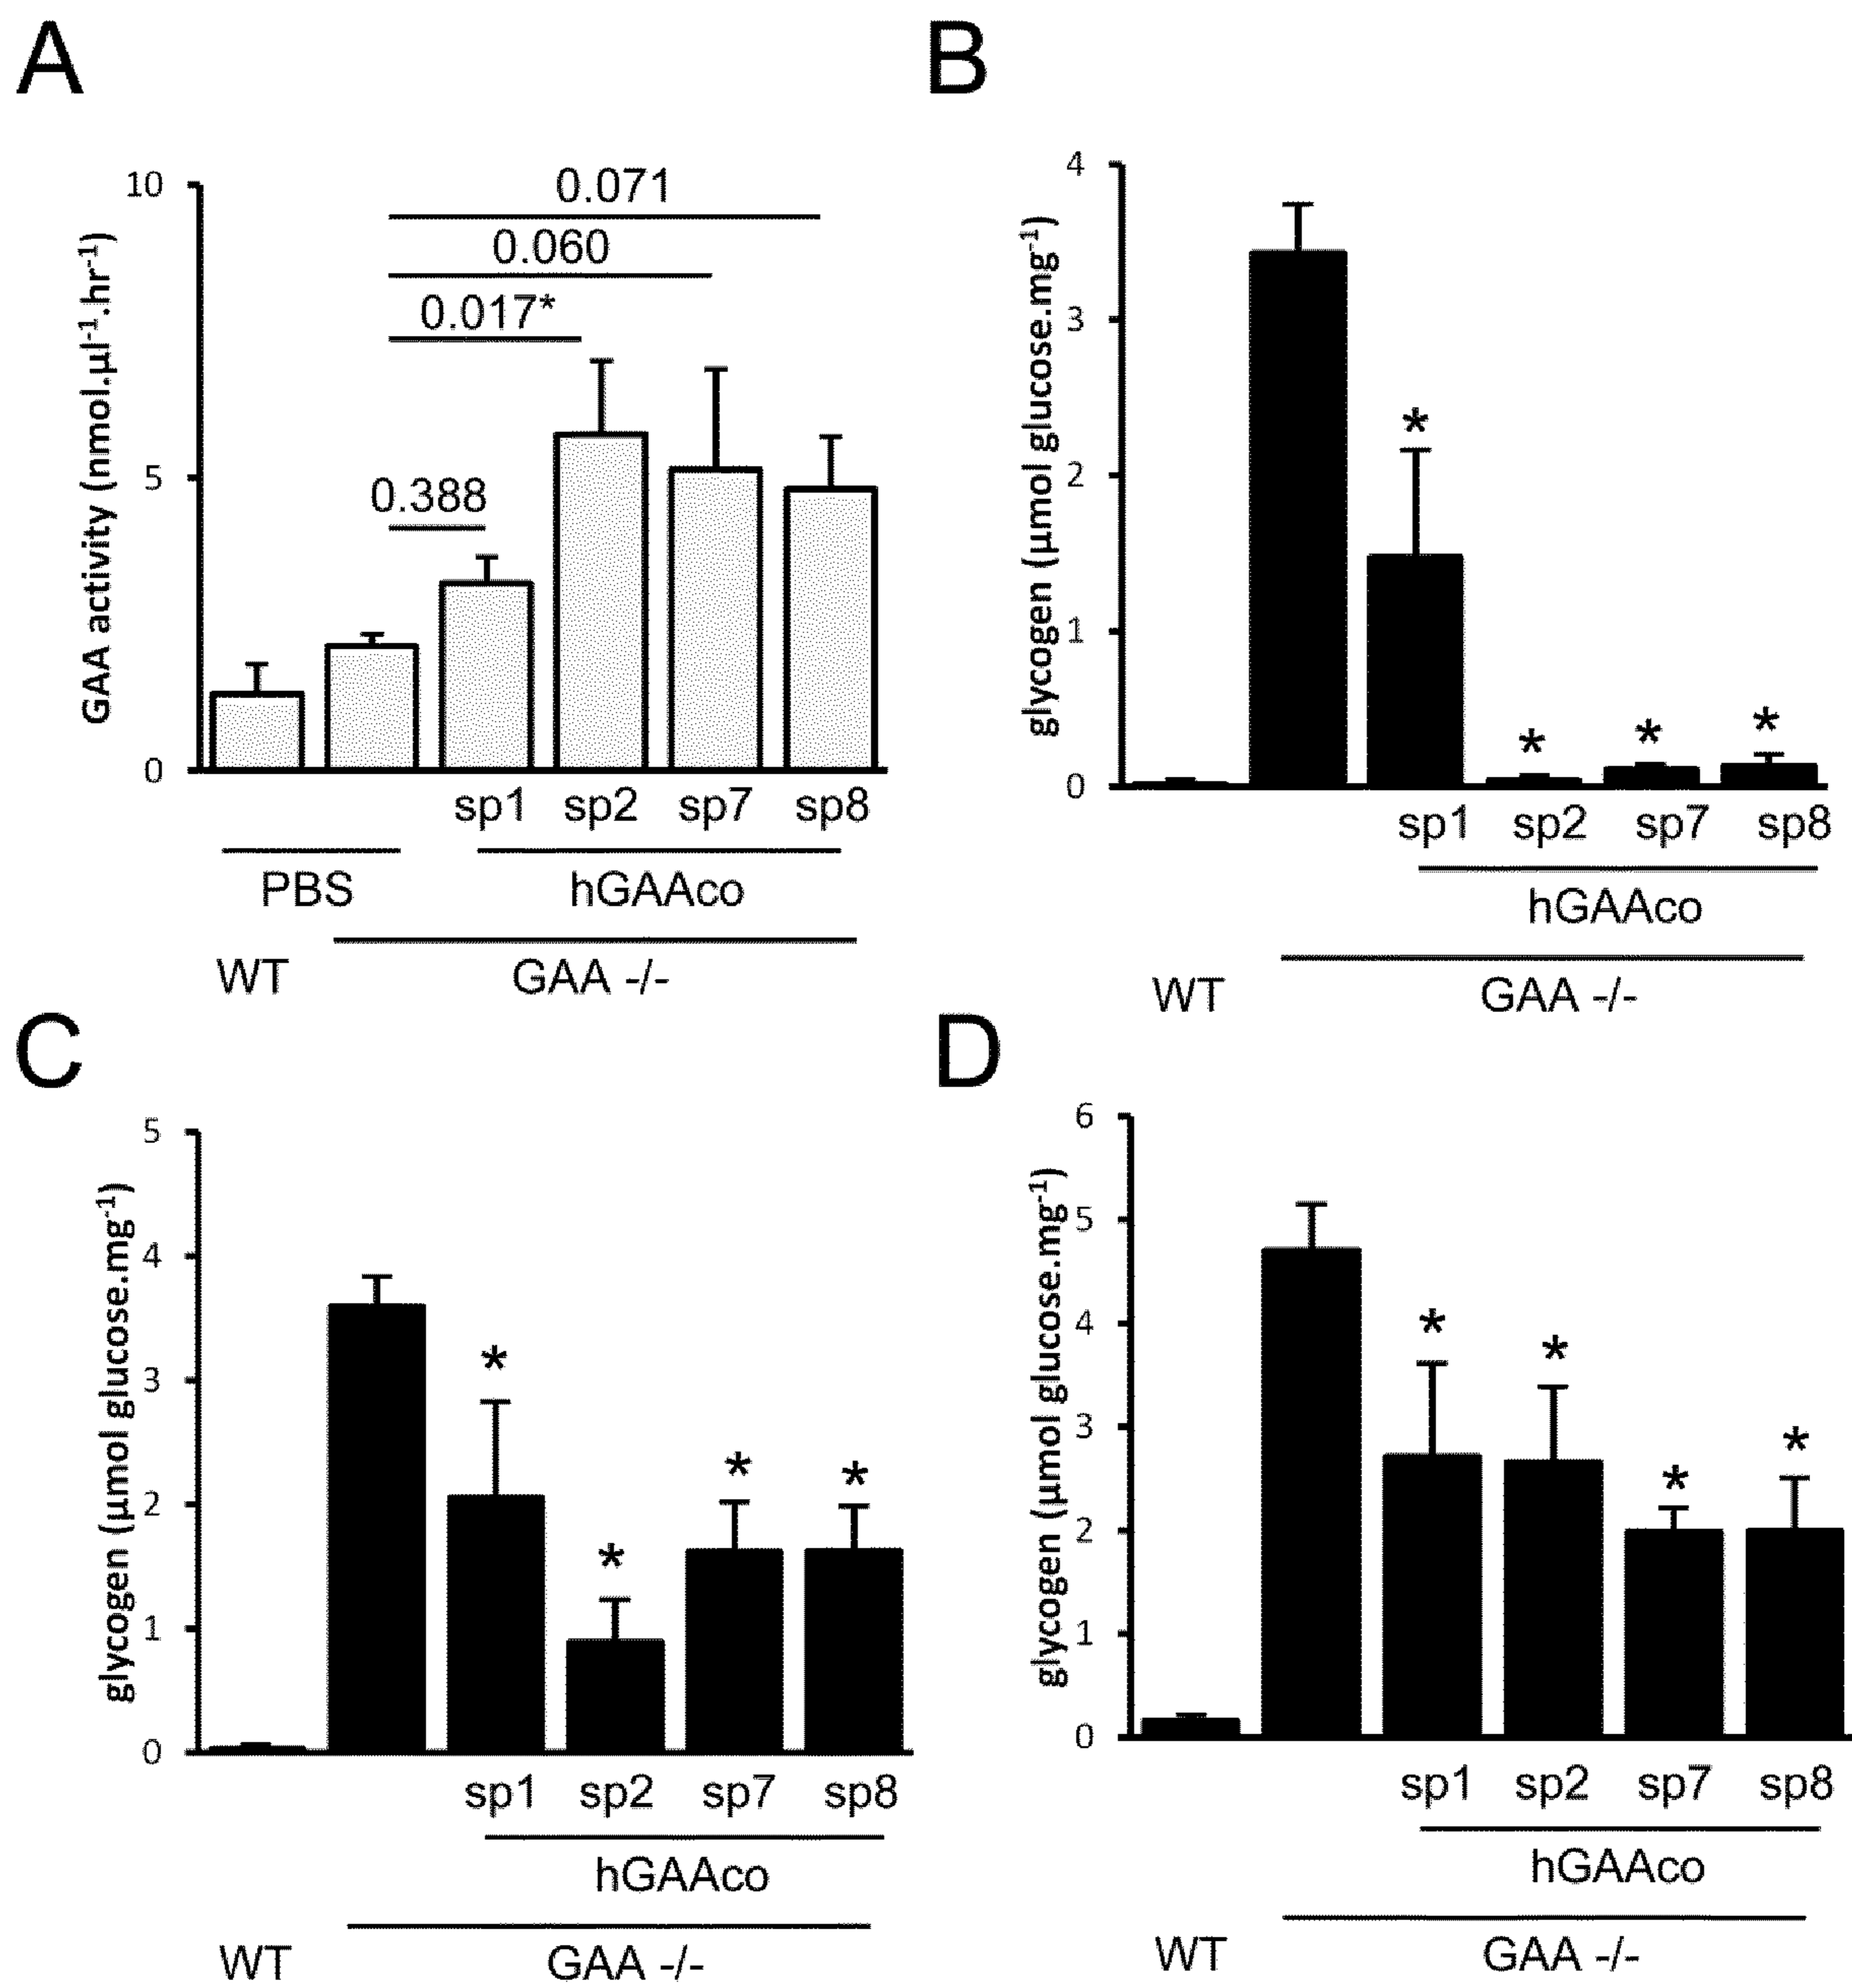 A
GAA activity (nmol.µl⁻¹.hr⁻¹)
10
5
0
0.071
0.060
0.017*
0.388
sp1 sp2 sp7 sp8
PBS hGAAco
WT GAA -/-
B
glycogen (µmol glucose.mg⁻¹)
4
3
2
1
0
* * * *
sp1 sp2 sp7 sp8
hGAAco
WT GAA -/-
C
glycogen (µmol glucose.mg⁻¹)
5
4
3
2
1
0
* * * *
sp1 sp2 sp7 sp8
hGAAco
WT GAA -/-
D
glycogen (µmol glucose.mg⁻¹)
6
5
4
3
2
1
0
* * * *
sp1 sp2 sp7 sp8
hGAAco
WT GAA -/-